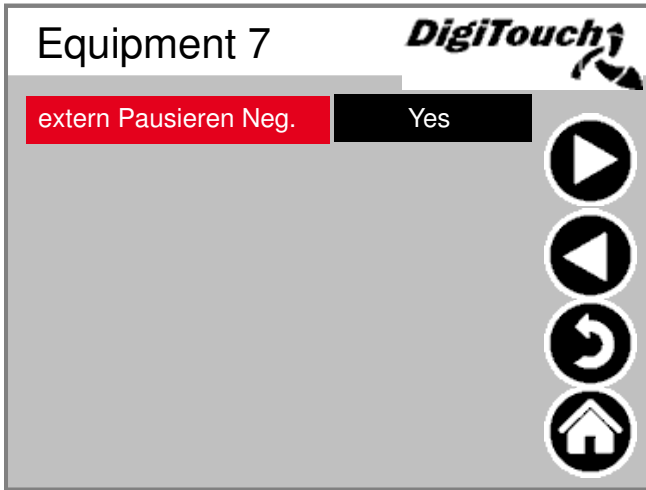 Equipment 7
DigiTouch
extern Pausieren Neg.
Yes